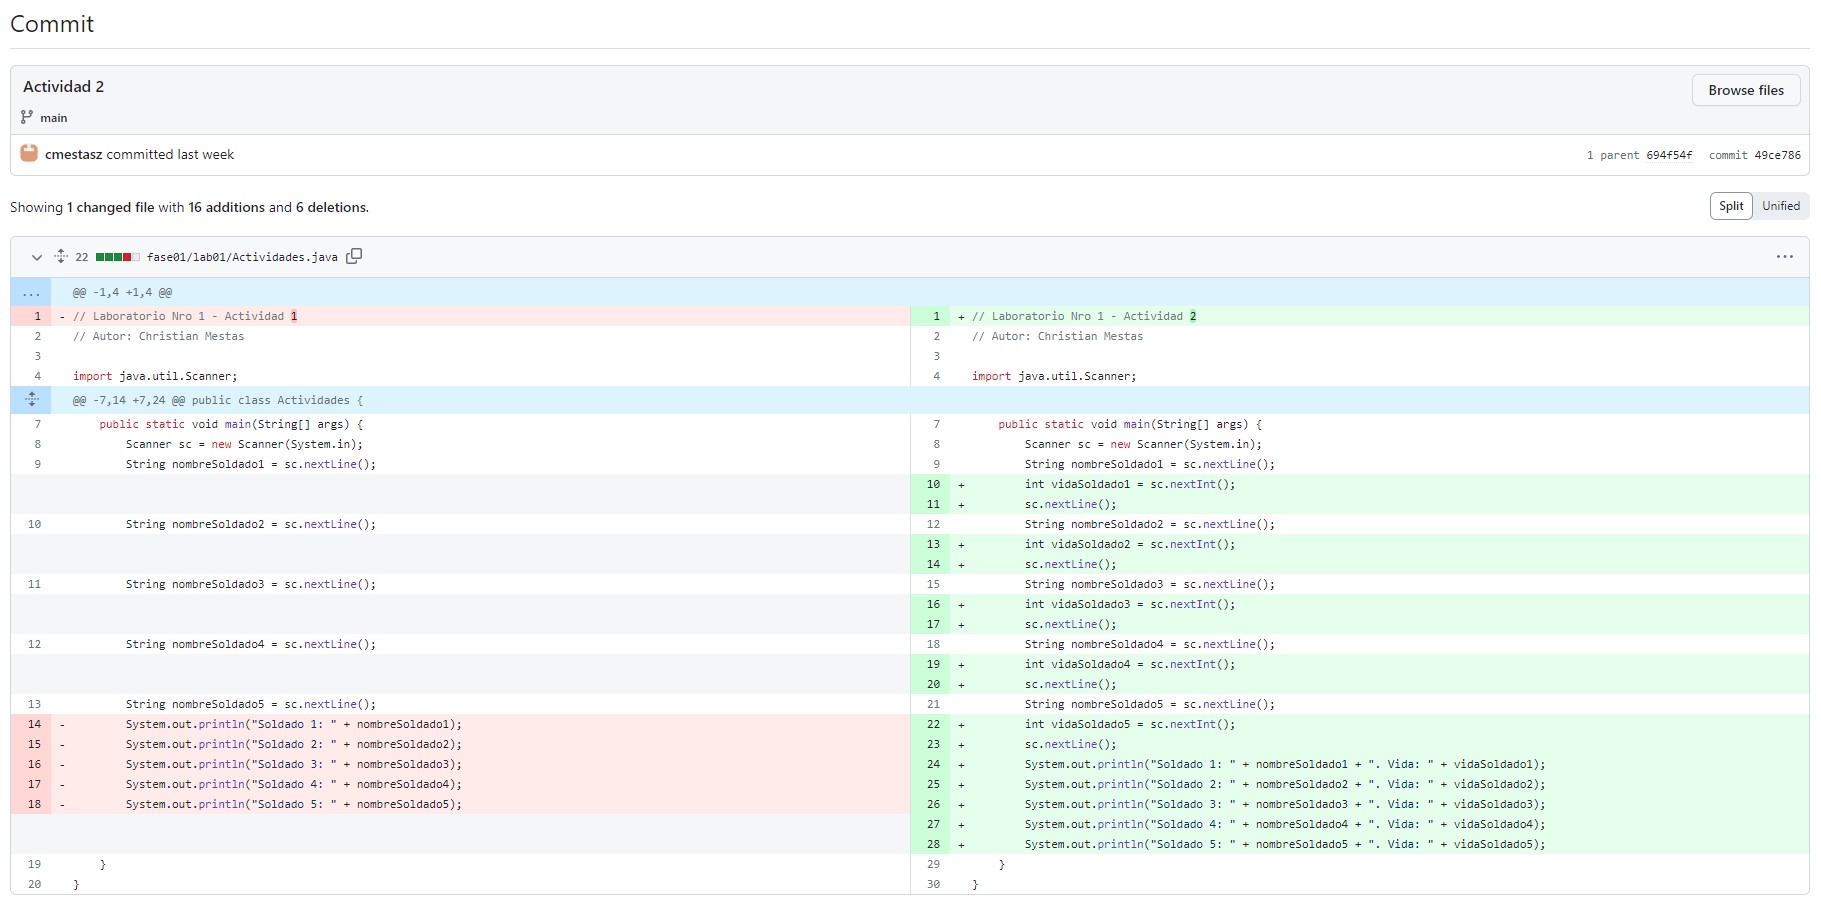 Commit
Actividad 2
Browse files
main
cmestasz committed last week
1 parent 694f54f commit 49ce786
Showing 1 changed file with 16 additions and 6 deletions.
Split Unified
22 fase01/lab01/Actividades.java
... @@ -1,4 +1,4 @@
1 - // Laboratorio Nro 1 - Actividad 1
1 + // Laboratorio Nro 1 - Actividad 2
2 // Autor: Christian Mestas
2 // Autor: Christian Mestas
3
3
4 import java.util.Scanner;
4 import java.util.Scanner;
@@ -7,14 +7,24 @@ public class Actividades {
7 public static void main(String[] args) {
7 public static void main(String[] args) {
8 Scanner sc = new Scanner(System.in);
8 Scanner sc = new Scanner(System.in);
9 String nombreSoldado1 = sc.nextLine();
9 String nombreSoldado1 = sc.nextLine();
10 + int vidaSoldado1 = sc.nextInt();
11 + sc.nextLine();
10 String nombreSoldado2 = sc.nextLine();
12 String nombreSoldado2 = sc.nextLine();
13 + int vidaSoldado2 = sc.nextInt();
14 + sc.nextLine();
11 String nombreSoldado3 = sc.nextLine();
15 String nombreSoldado3 = sc.nextLine();
16 + int vidaSoldado3 = sc.nextInt();
17 + sc.nextLine();
12 String nombreSoldado4 = sc.nextLine();
18 String nombreSoldado4 = sc.nextLine();
19 + int vidaSoldado4 = sc.nextInt();
20 + sc.nextLine();
13 String nombreSoldado5 = sc.nextLine();
21 String nombreSoldado5 = sc.nextLine();
14 - System.out.println("Soldado 1: " + nombreSoldado1);
22 + int vidaSoldado5 = sc.nextInt();
15 - System.out.println("Soldado 2: " + nombreSoldado2);
23 + sc.nextLine();
16 - System.out.println("Soldado 3: " + nombreSoldado3);
24 + System.out.println("Soldado 1: " + nombreSoldado1 + ". Vida: " + vidaSoldado1);
17 - System.out.println("Soldado 4: " + nombreSoldado4);
25 + System.out.println("Soldado 2: " + nombreSoldado2 + ". Vida: " + vidaSoldado2);
18 - System.out.println("Soldado 5: " + nombreSoldado5);
26 + System.out.println("Soldado 3: " + nombreSoldado3 + ". Vida: " + vidaSoldado3);
27 + System.out.println("Soldado 4: " + nombreSoldado4 + ". Vida: " + vidaSoldado4);
28 + System.out.println("Soldado 5: " + nombreSoldado5 + ". Vida: " + vidaSoldado5);
19 }
29 }
20 }
30 }